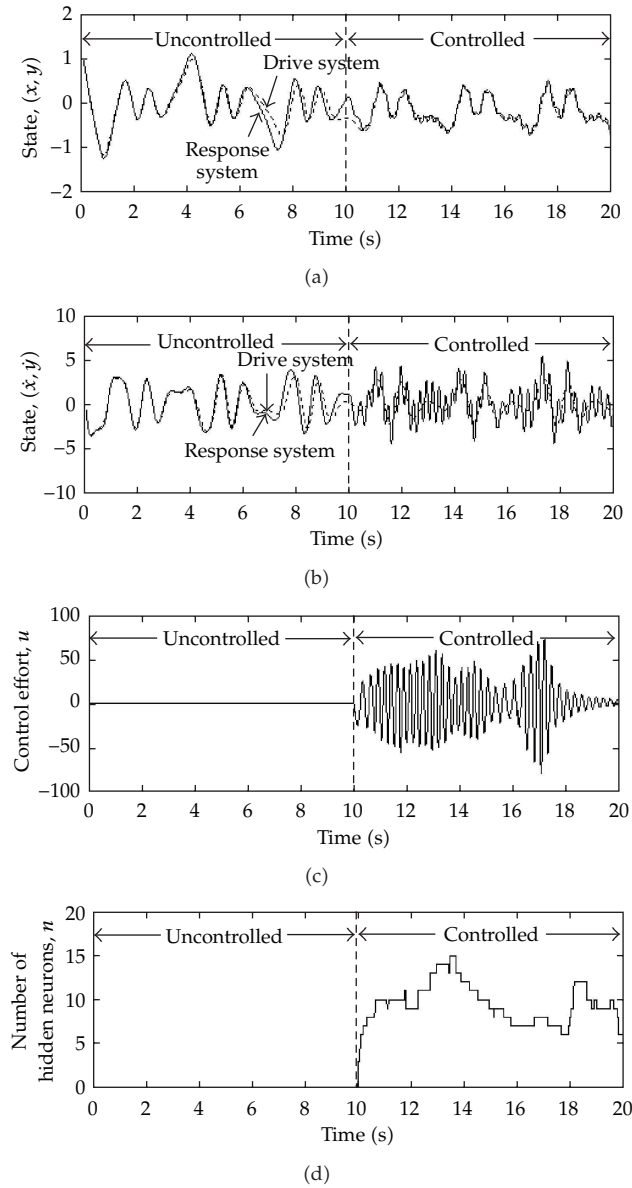 Uncontrolled Controlled
Drive system
Response
system
State, (x, y)
2
1
0
−1
−2
0 2 4 6 8 10 12 14 16 18 20
Time (s)
(a)
Uncontrolled Controlled
Drive system
Response system
State, (ẋ, ẏ)
10
5
0
−5
−10
0 2 4 6 8 10 12 14 16 18 20
Time (s)
(b)
Uncontrolled Controlled
Control effort, u
100
50
0
−50
−100
0 2 4 6 8 10 12 14 16 18 20
Time (s)
(c)
Uncontrolled Controlled
Number of
hidden neurons, n
20
15
10
5
0
0 2 4 6 8 10 12 14 16 18 20
Time (s)
(d)